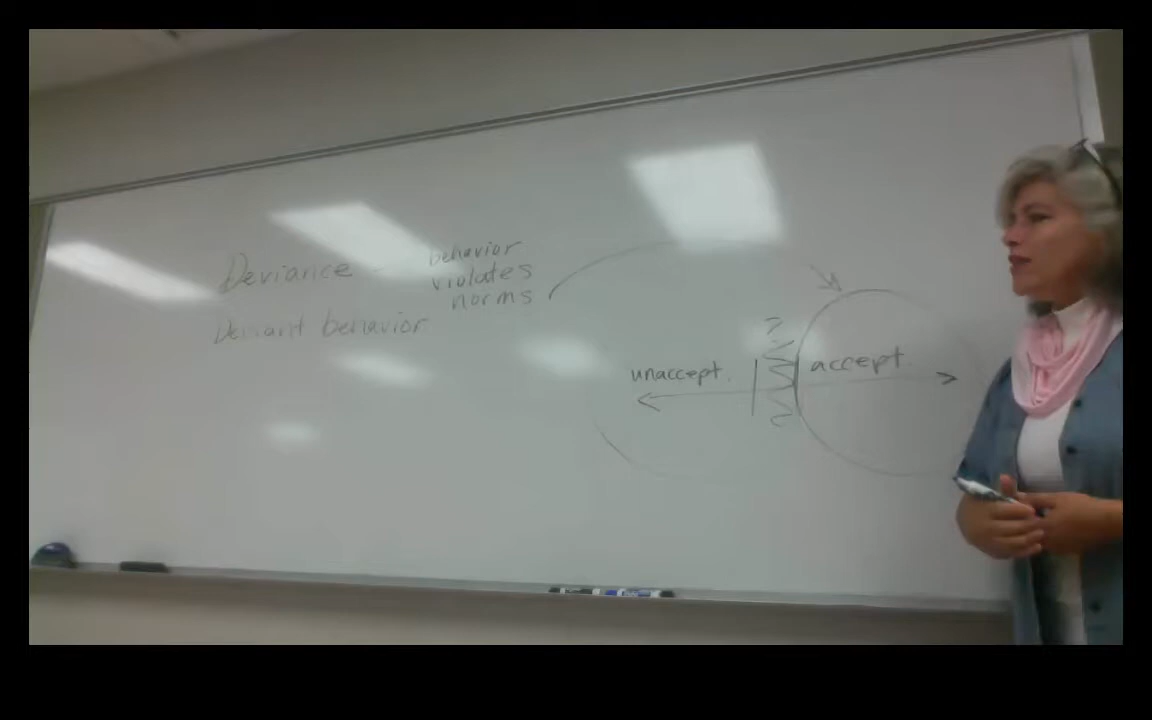 Deviance - behavior
violates
norms
Deviant behavior
unaccept.
accept.